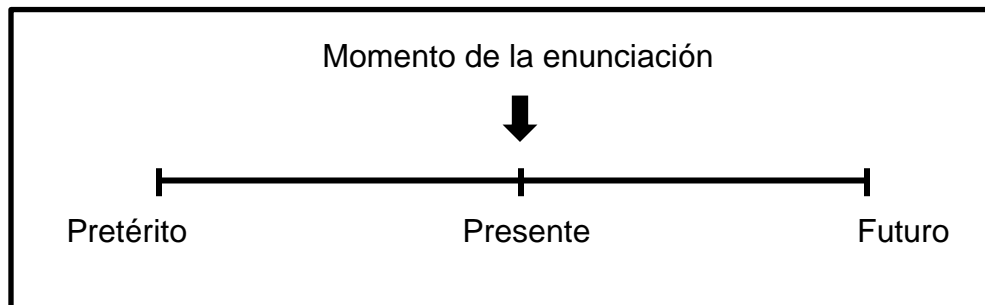 Momento de la enunciación
Pretérito Presente Futuro